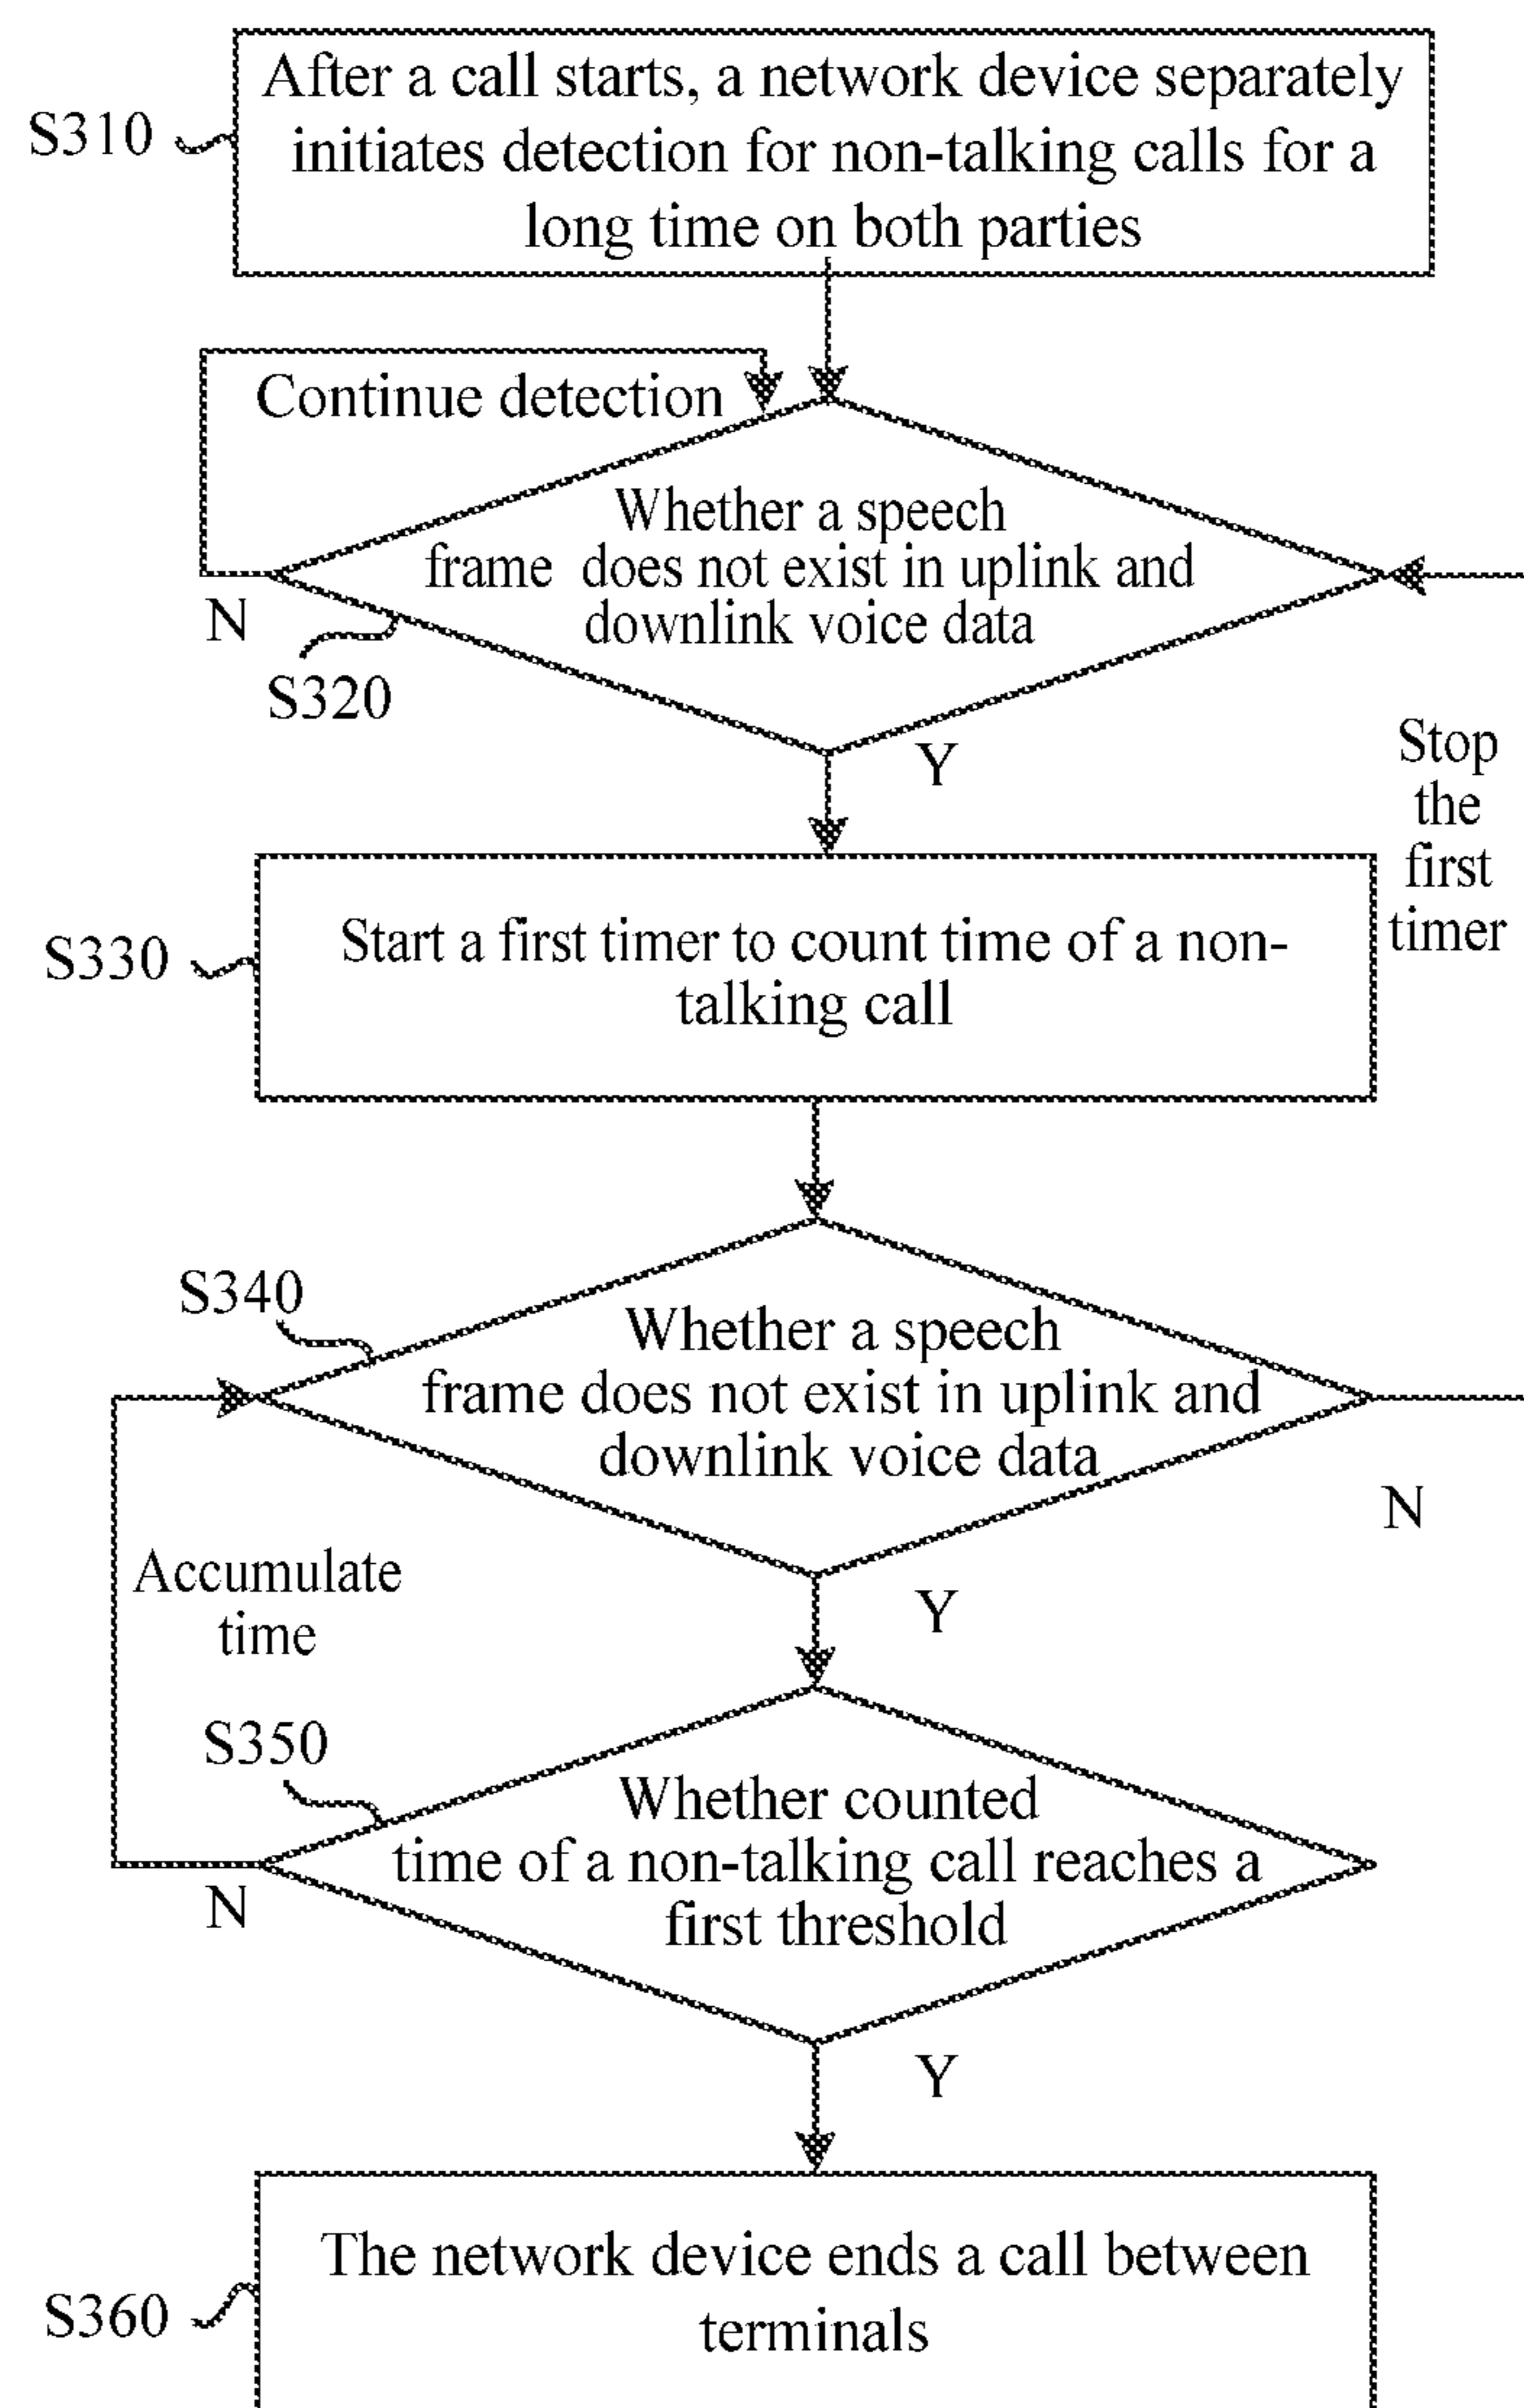 After a call starts, a network device separately
S310
initiates detection for non-talking calls for a
long time on both parties
Continue detection
Whether a speech
frame does not exist in uplink and
downlink voice data
N
S320
Y
Stop
the
first
timer
S330
Start a first timer to count time of a non-
talking call
S340
Whether a speech
frame does not exist in uplink and
downlink voice data
N
Accumulate
time
Y
S350
Whether counted
time of a non-talking call reaches a
first threshold
N
Y
The network device ends a call between
S360
terminals